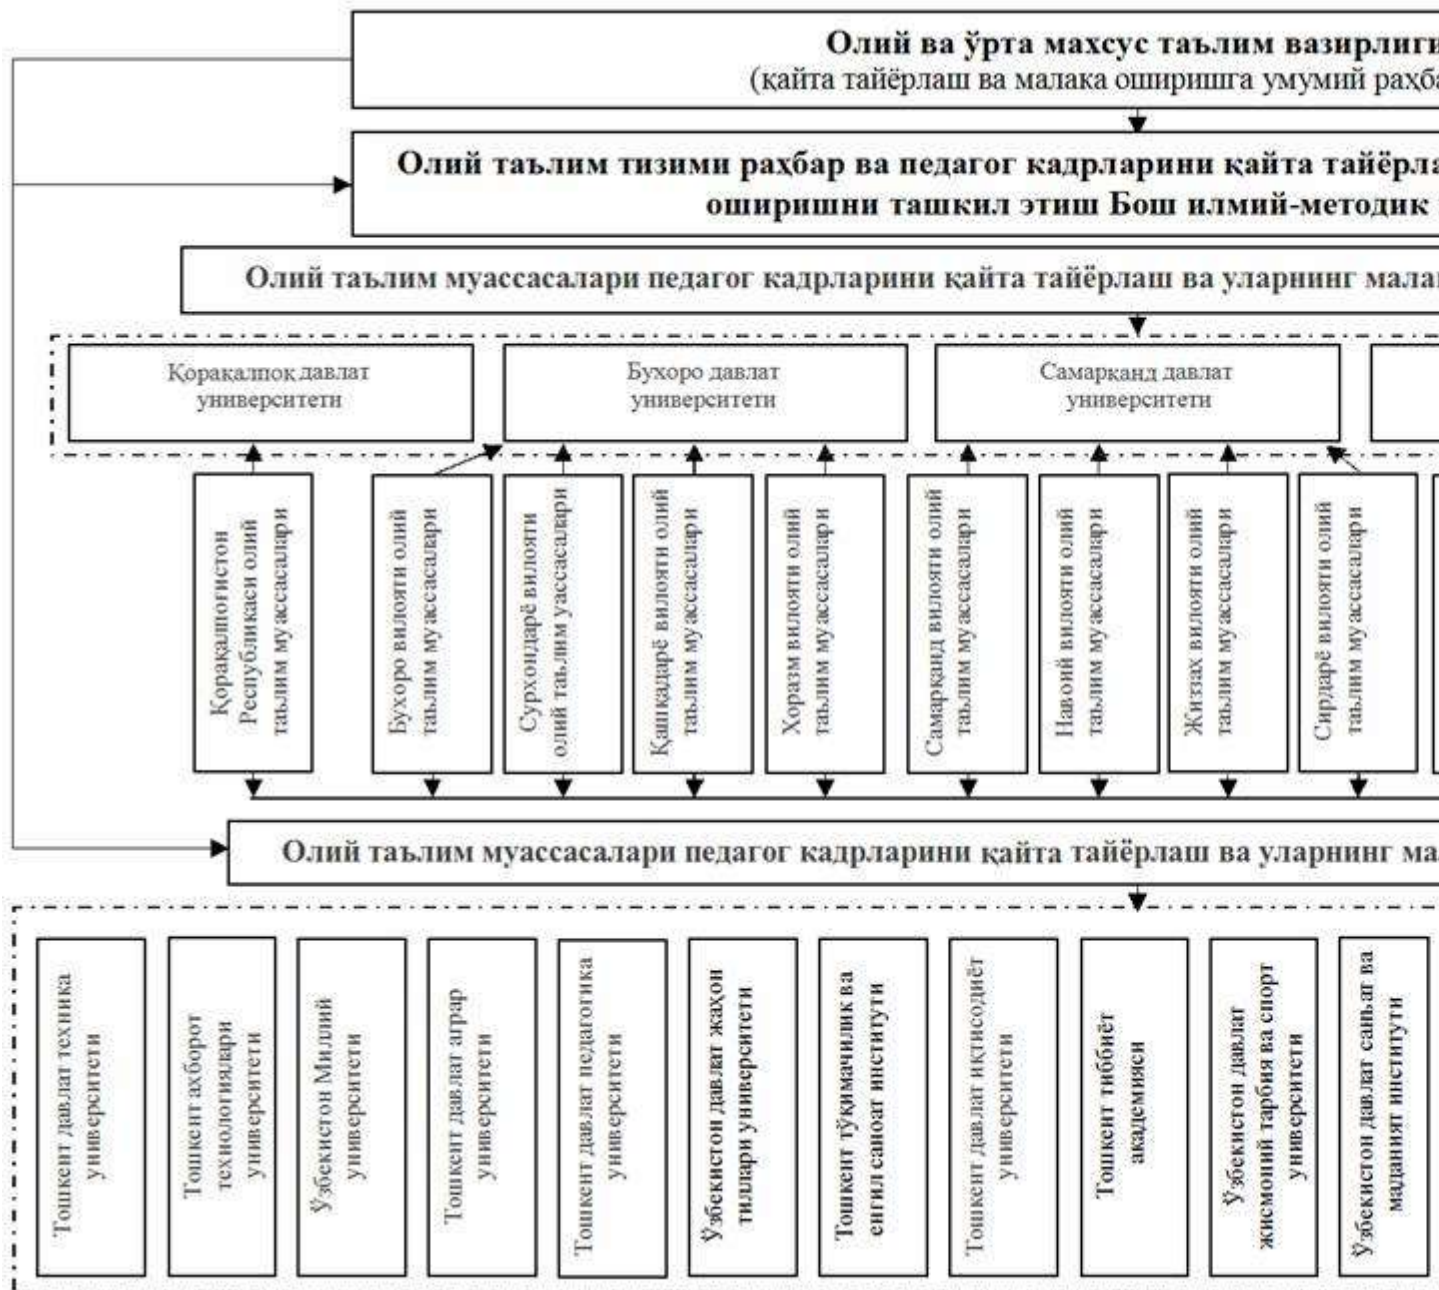 Олий ва ўрта махсус таълим вазирлиги
(қайта тайёрлаш ва малака оширишга умумий раҳба
Олий таълим тизими раҳбар ва педагог кадрларини қайта тайёрла
оширишни ташкил этиш Бош илмий-методик
Олий таълим муассасалари педагог кадрларини қайта тайёрлаш ва уларнинг мала
Қорақалпоқ давлат
университети
Бухоро давлат
университети
Самарқанд давлат
университети
Қорақалпоғистон
Республикаси олий
таълим муассасалари
Бухоро вилояти олий
таълим муассасалари
Сурхондарё вилояти
олий таълим уассасалари
Қашқадарё вилояти олий
таълим муассасалари
Хоразм вилояти олий
таълим муассасалари
Самарқанд вилояти олий
таълим муассасалари
Навоий вилояти олий
таълим муассасалари
Жиззах вилояти олий
таълим муассасалари
Сирдарё вилояти олий
таълим муассасалари
Олий таълим муассасалари педагог кадрларини қайта тайёрлаш ва уларнинг ма
Тошкент давлат техника
университети
Тошкент ахборот
технологиялари
университети
Ўзбекистон Миллий
университети
Тошкент давлат аграр
университети
Тошкент давлат педагогика
университети
Ўзбекистон давлат жаҳон
тиллари университети
Тошкент тўқимачилик ва
енгил саноат институти
Тошкент давлат иқтисодиёт
университети
Тошкент тиббиёт
академияси
Ўзбекистон давлат
жисмоний тарбия ва спорт
университети
Ўзбекистон давлат санъат ва
маданият институти